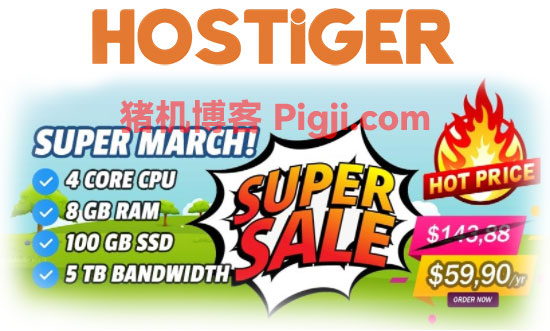 HOSTiGER
猪机博客 Pigji.com
SUPER MARCH!
4 CORE CPU
8 GB RAM
100 GB SSD
5 TB BANDWIDTH
SUPER
SALE
HOT PRICE
$143,88
$59,90/yr
ORDER NOW